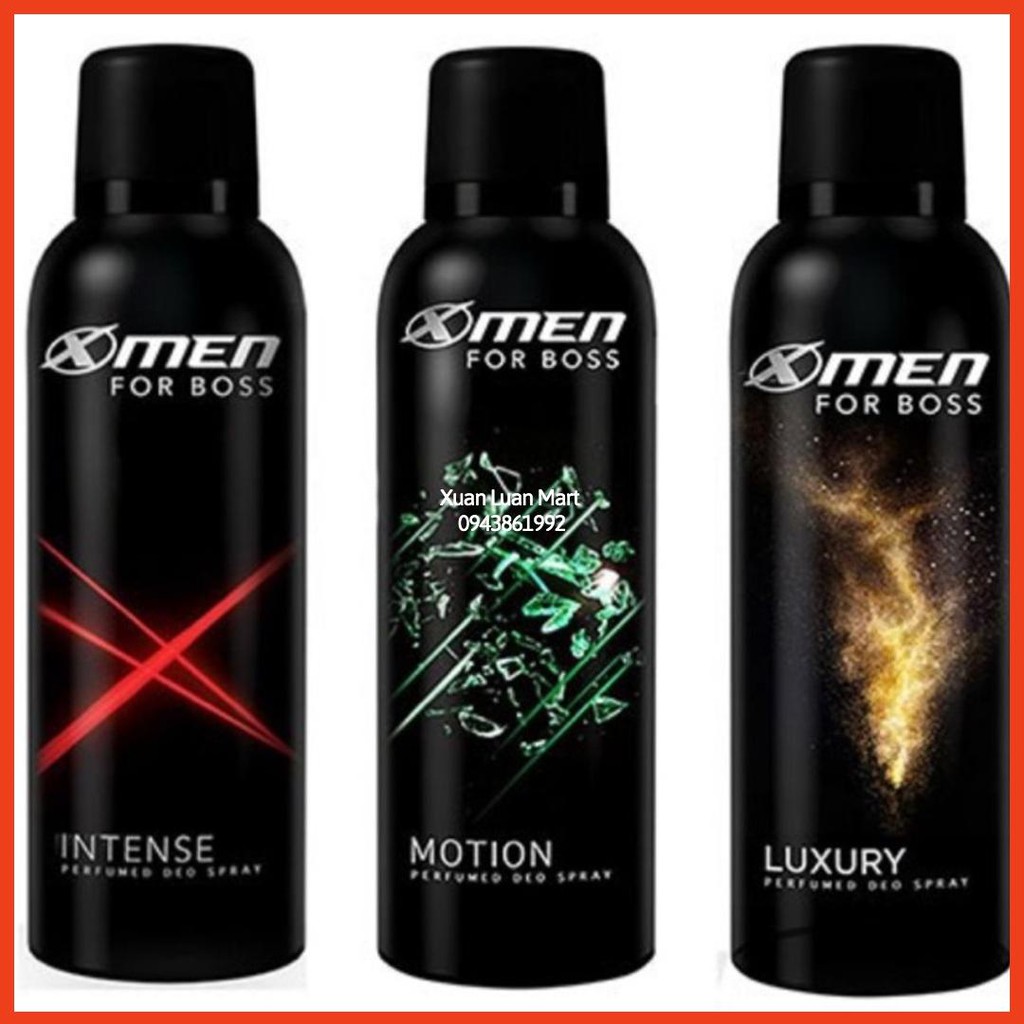 XMEN
FOR BOSS
INTENSE
PERFUMED DEO SPRAY
XMEN
FOR BOSS
Xuan Luan Mart
0943861992
MOTION
PERFUMED DEO SPRAY
XMEN
FOR BOSS
LUXURY
PERFUMED DEO SPRAY